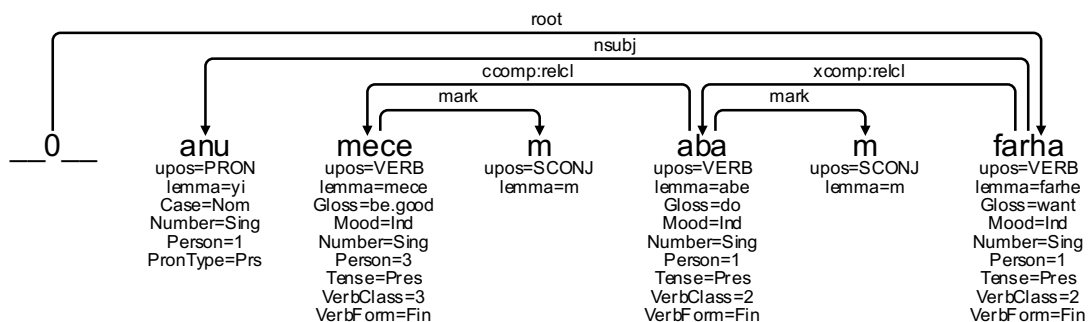 root
nsubj
ccomp:relcl xcomp:relcl
mark mark
__0__ anu mece m aba m farha
upos=PRON upos=VERB upos=SCONJ upos=VERB upos=SCONJ upos=VERB
lemma=yi lemma=mece lemma=m lemma=abe lemma=m lemma=farhe
Case=Nom Gloss=be.good Gloss=do Gloss=want
Number=Sing Mood=Ind Mood=Ind Mood=Ind
Person=1 Number=Sing Number=Sing Number=Sing
PronType=Prs Person=3 Person=1 Person=1
Tense=Pres Tense=Pres Tense=Pres
VerbClass=3 VerbClass=2 VerbClass=2
VerbForm=Fin VerbForm=Fin VerbForm=Fin